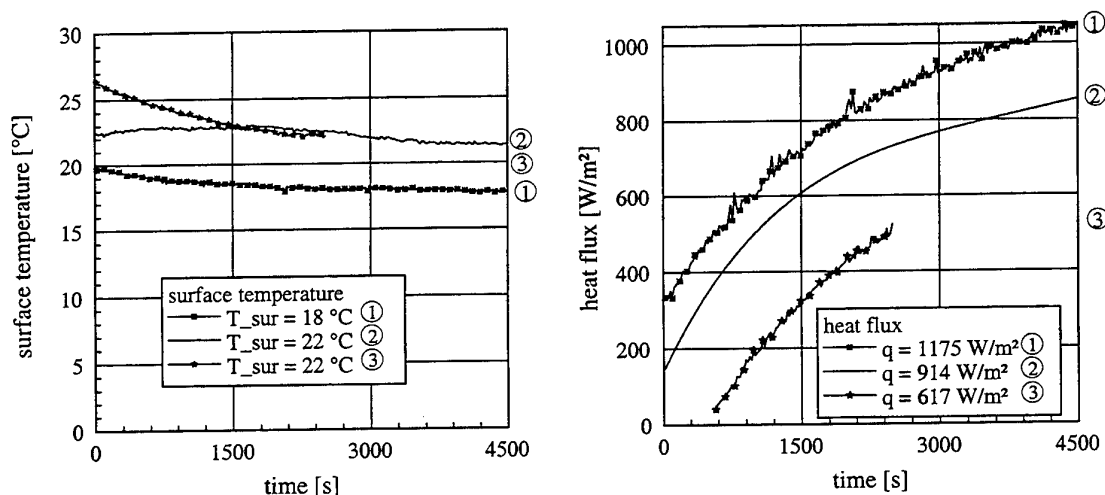 30
25
20
15
10
5
0
surface temperature [°C]
②
③
①
surface temperature
T_sur = 18 °C ①
T_sur = 22 °C ②
T_sur = 22 °C ③
0 1500 3000 4500
time [s]
1000
800
600
400
200
0
heat flux [W/m²]
①
②
③
heat flux
q = 1175 W/m² ①
q = 914 W/m² ②
q = 617 W/m² ③
0 1500 3000 4500
time [s]